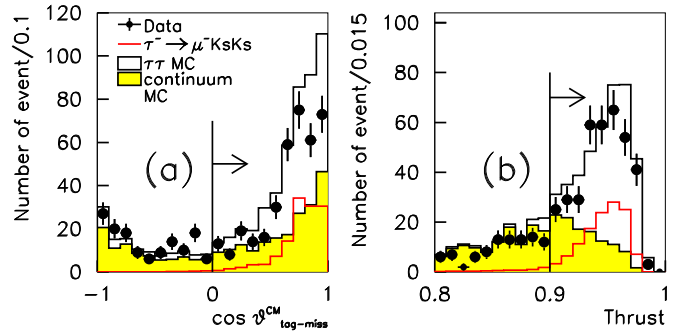 Number of event/0.1
120
100
80
60
40
20
0
Data
τ⁻→μ⁻KsKs
ττ MC
continuum
MC
(a)
-1
0
1
cos ϑ^CM_tag-miss
Number of event/0.015
100
80
60
40
20
0
(b)
0.8
0.9
1
Thrust